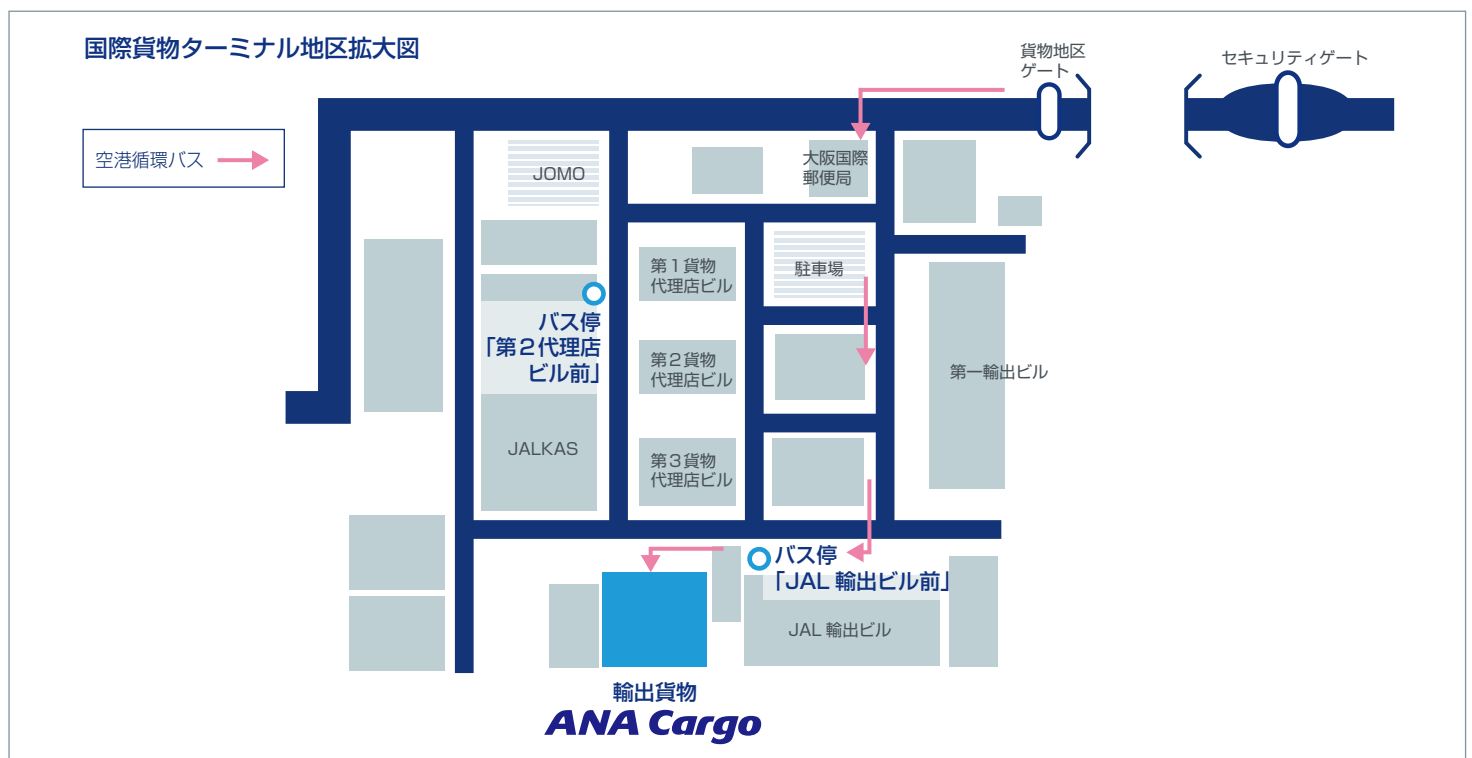 国際貨物ターミナル地区拡大図
貨物地区
ゲート
セキュリティゲート
空港循環バス
JOMO
大阪国際
郵便局
第1貨物
代理店ビル
駐車場
バス停
「第2代理店
ビル前」
第2貨物
代理店ビル
第一輸出ビル
JALKAS
第3貨物
代理店ビル
バス停
「JAL 輸出ビル前」
JAL 輸出ビル
輸出貨物
ANA Cargo